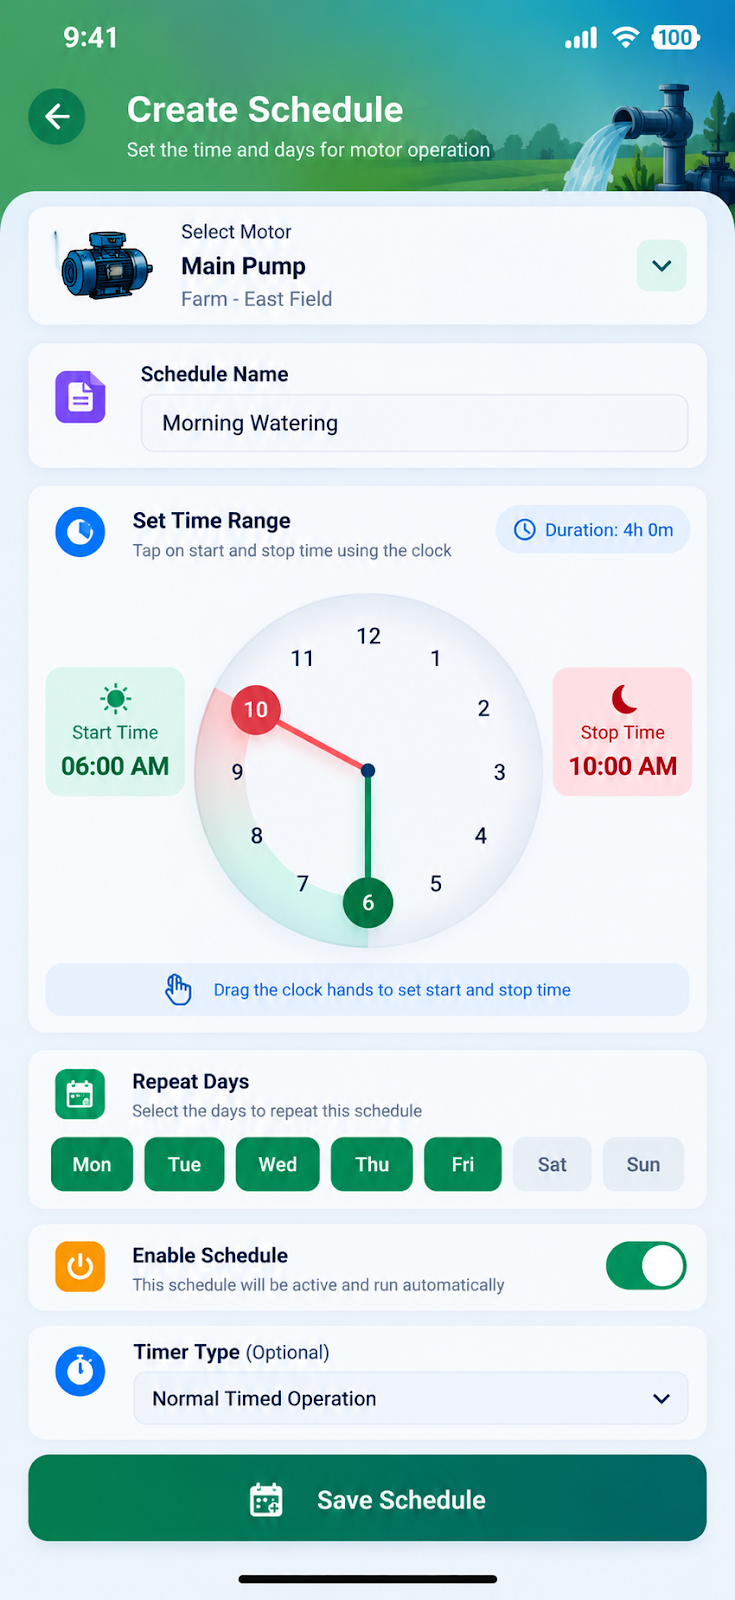 9:41
100
Create Schedule
Set the time and days for motor operation
Select Motor
Main Pump
Farm - East Field
Schedule Name
Morning Watering
Set Time Range
Tap on start and stop time using the clock
Duration: 4h 0m
12
11
1
10
2
9
3
8
4
7
5
6
Start Time
06:00 AM
Stop Time
10:00 AM
Drag the clock hands to set start and stop time
Repeat Days
Select the days to repeat this schedule
Mon Tue Wed Thu Fri Sat Sun
Enable Schedule
This schedule will be active and run automatically
Timer Type (Optional)
Normal Timed Operation
Save Schedule